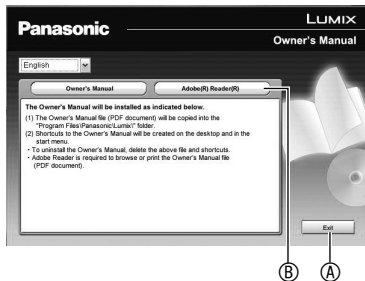 Panasonic
LUMIX
Owner's Manual
English
Owner's Manual
Adobe(R) Reader(R)
The Owner's Manual will be installed as indicated below.
(1) The Owner's Manual file (PDF document) will be copied into the
"Program Files\Panasonic\Lumix\" folder.
(2) Shortcuts to the Owner's Manual will be created on the desktop and in the
start menu.
・To uninstall the Owner's Manual, delete the above file and shortcuts.
・Adobe Reader is required to browse or print the Owner's Manual file
(PDF document).
Exit
Ⓑ
Ⓐ